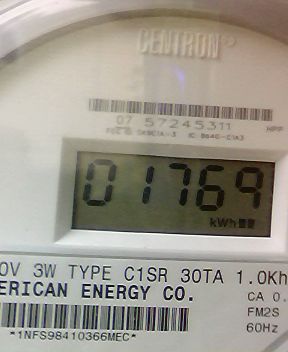 CENTRON
07 57245311
HPP
01769
kWh
0V 3W TYPE C1SR 30TA 1.0Kh
ERICAN ENERGY CO.
CA 0.
FM2S
60Hz
*1NFS98410366MEC*